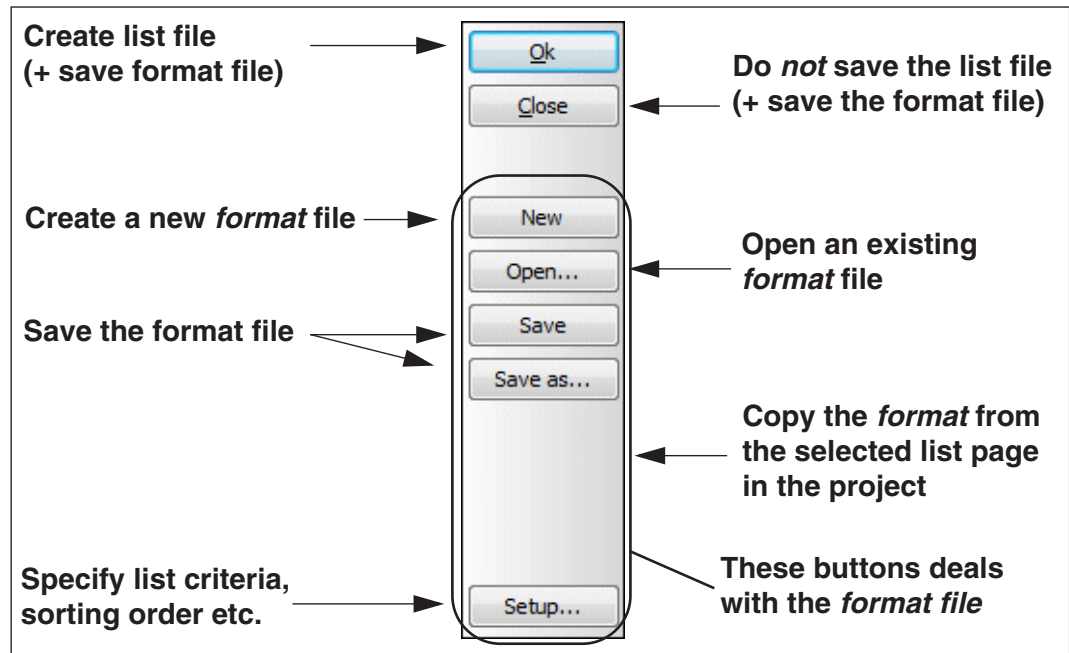 Create list file
(+ save format file)
Ok
Do not save the list file
(+ save the format file)
Close
Create a new format file
New
Open an existing
format file
Open...
Save the format file
Save
Save as...
Copy the format from
the selected list page
in the project
These buttons deals
with the format file
Specify list criteria,
sorting order etc.
Setup...